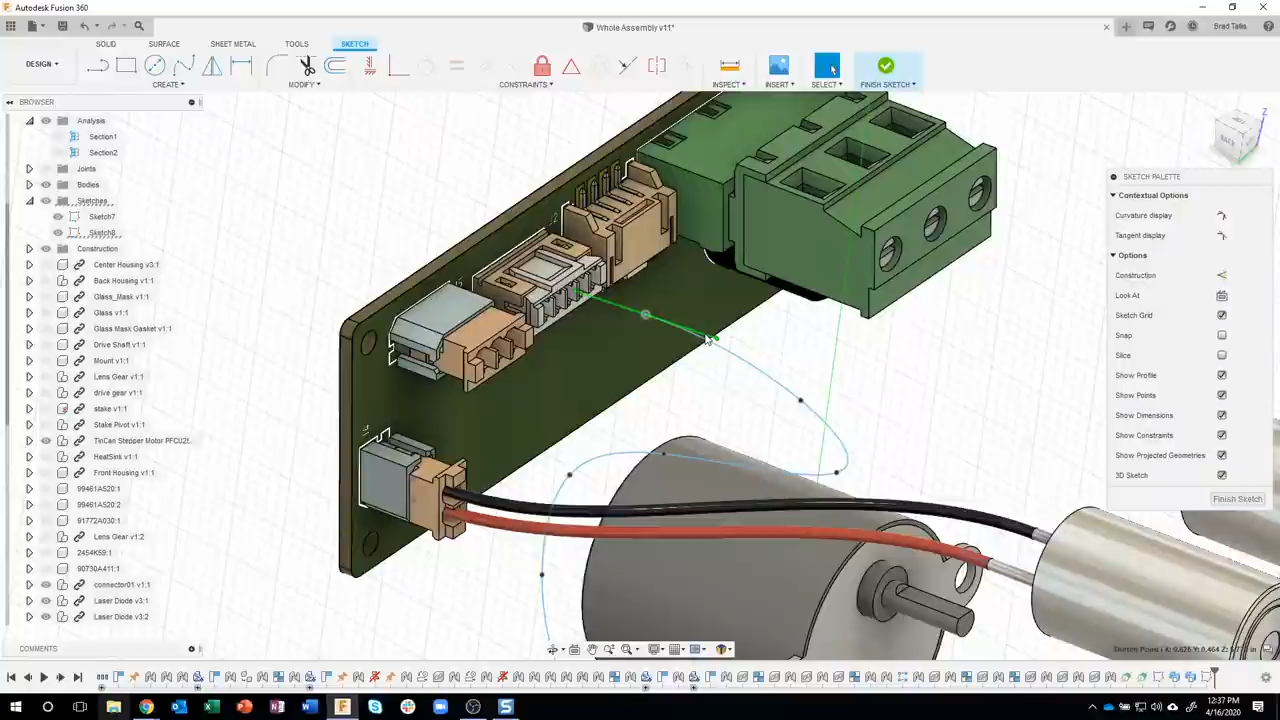 Autodesk Fusion 360
Whole Assembly v11*
Brad Tallis
SOLID
SURFACE
SHEET METAL
TOOLS
SKETCH
DESIGN
CREATE
MODIFY
CONSTRAINTS
INSPECT
INSERT
SELECT
FINISH SKETCH
BROWSER
Analysis
Section1
Section2
Joints
Bodies
Sketches
Sketch7
Sketch8
Construction
Center Housing v3:1
Back Housing v1:1
Glass_Mask v1:1
Glass v1:1
Glass Mask Gasket v1:1
Drive Shaft v1:1
Mount v1:1
Lens Gear v1:1
drive gear v1:1
stake v1:1
Stake Pivot v1:1
TinCan Stepper Motor PFCU25...
HeatSink v1:1
Front Housing v1:1
99461A520:1
99461A520:2
91772A030:1
Lens Gear v1:2
2454K59:1
90730A411:1
connector01 v1:1
Laser Diode v3:1
Laser Diode v3:2
COMMENTS
BACK
Z
SKETCH PALETTE
Contextual Options
Curvature display
Tangent display
Options
Construction
Look At
Sketch Grid
Snap
Slice
Show Profile
Show Points
Show Dimensions
Show Constraints
Show Projected Geometries
3D Sketch
Finish Sketch
12:37 PM
4/16/2020